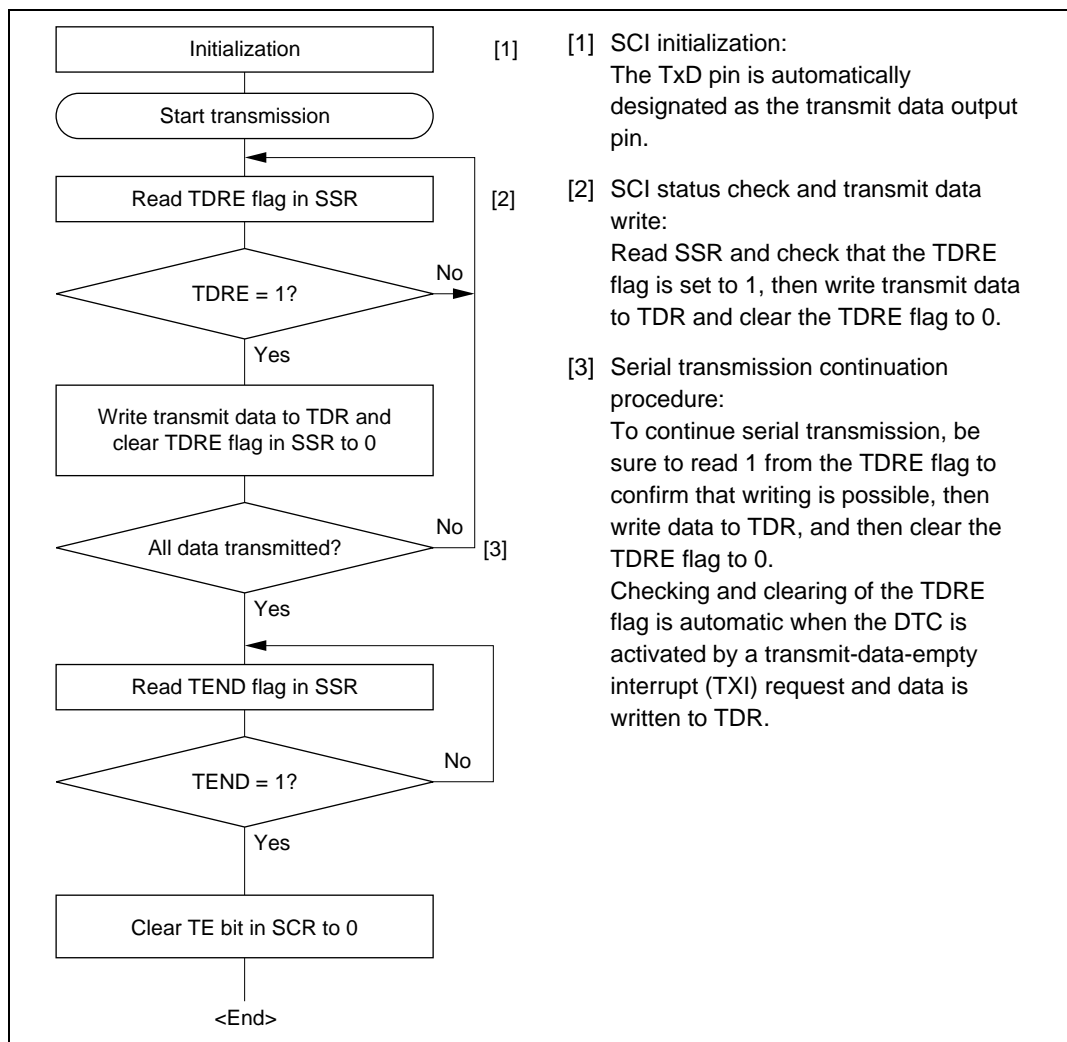 Initialization
[1]
Start transmission
Read TDRE flag in SSR
[2]
No
TDRE = 1?
Yes
Write transmit data to TDR and
clear TDRE flag in SSR to 0
No
All data transmitted?
[3]
Yes
Read TEND flag in SSR
No
TEND = 1?
Yes
Clear TE bit in SCR to 0
<End>
[1] SCI initialization:
The TxD pin is automatically
designated as the transmit data output
pin.
[2] SCI status check and transmit data
write:
Read SSR and check that the TDRE
flag is set to 1, then write transmit data
to TDR and clear the TDRE flag to 0.
[3] Serial transmission continuation
procedure:
To continue serial transmission, be
sure to read 1 from the TDRE flag to
confirm that writing is possible, then
write data to TDR, and then clear the
TDRE flag to 0.
Checking and clearing of the TDRE
flag is automatic when the DTC is
activated by a transmit-data-empty
interrupt (TXI) request and data is
written to TDR.